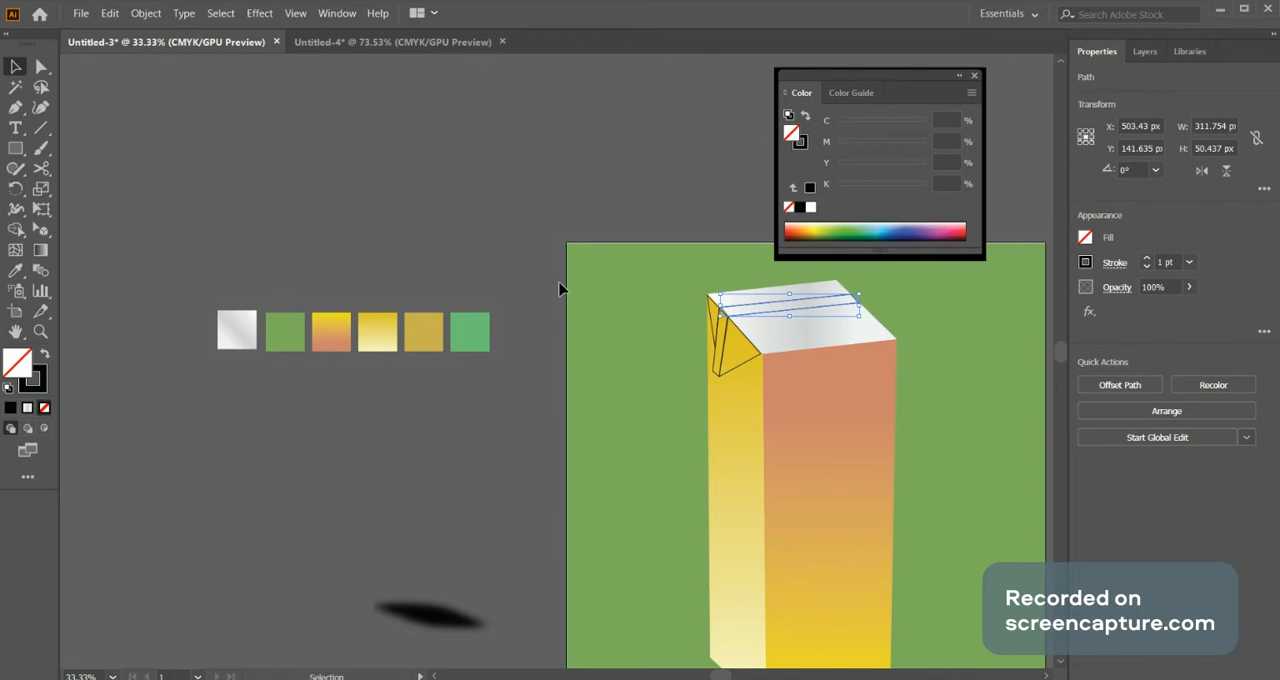 Ai File Edit Object Type Select Effect View Window Help Essentials Search Adobe Stock
Untitled-3* @ 33.33% (CMYK/GPU Preview) × Untitled-4* @ 73.53% (CMYK/GPU Preview) ×
Properties Layers Libraries
Path
Transform
X: 503.43 px W: 311.754 px
Y: 141.635 px H: 50.437 px
0°
Appearance
Fill
Stroke 1 pt
Opacity 100%
fx.
Quick Actions
Offset Path Recolor
Arrange
Start Global Edit
Color Color Guide
C %
M %
Y %
K %
T
Recorded on
screencapture.com
33.33% 1 Selection